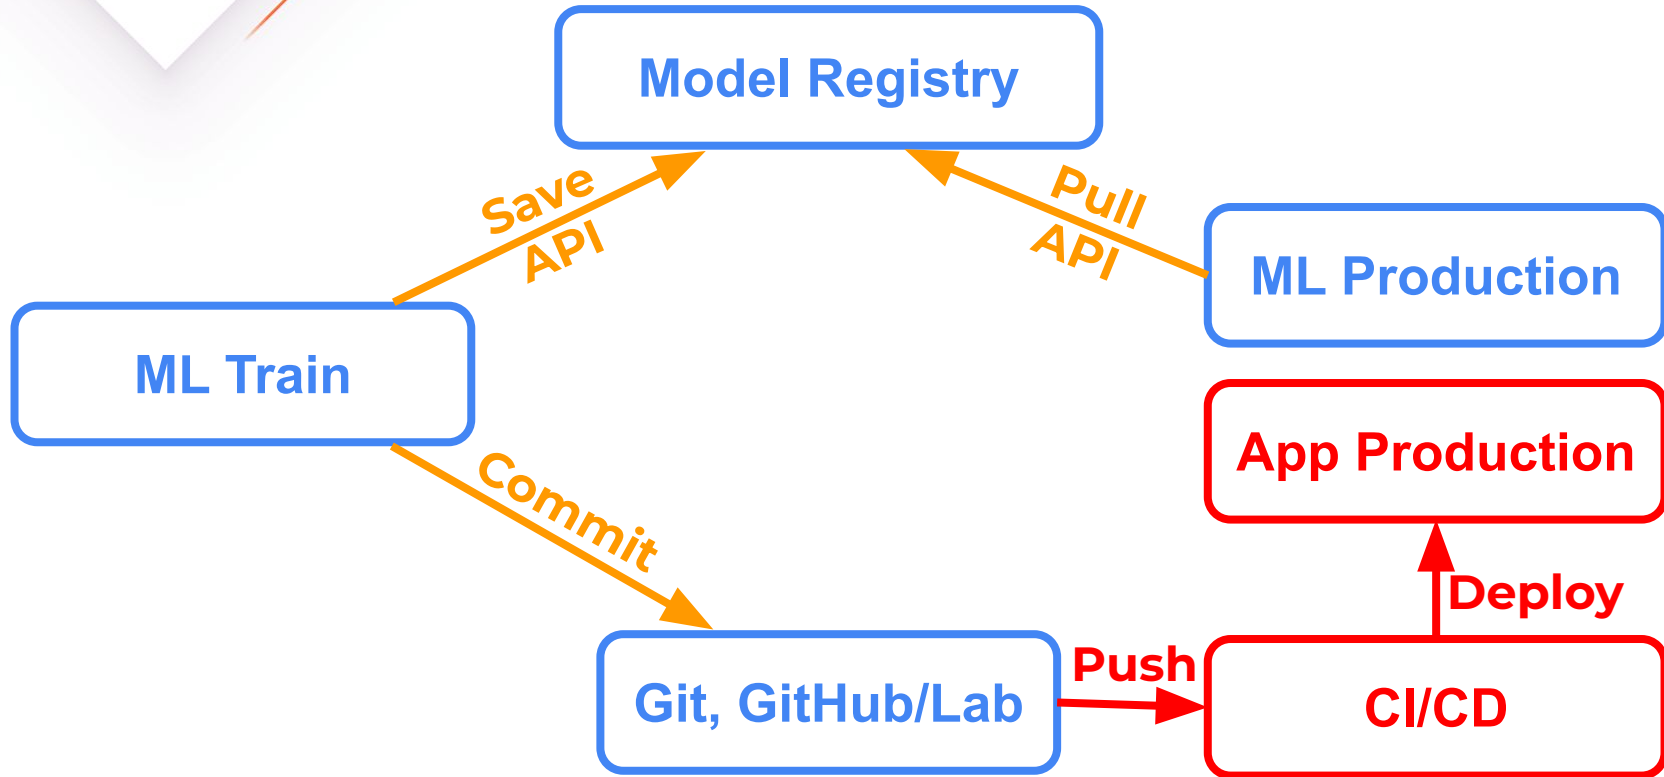 Model Registry
Save
API
Pull
API
ML Production
ML Train
App Production
Commit
Deploy
Push
Git, GitHub/Lab
CI/CD